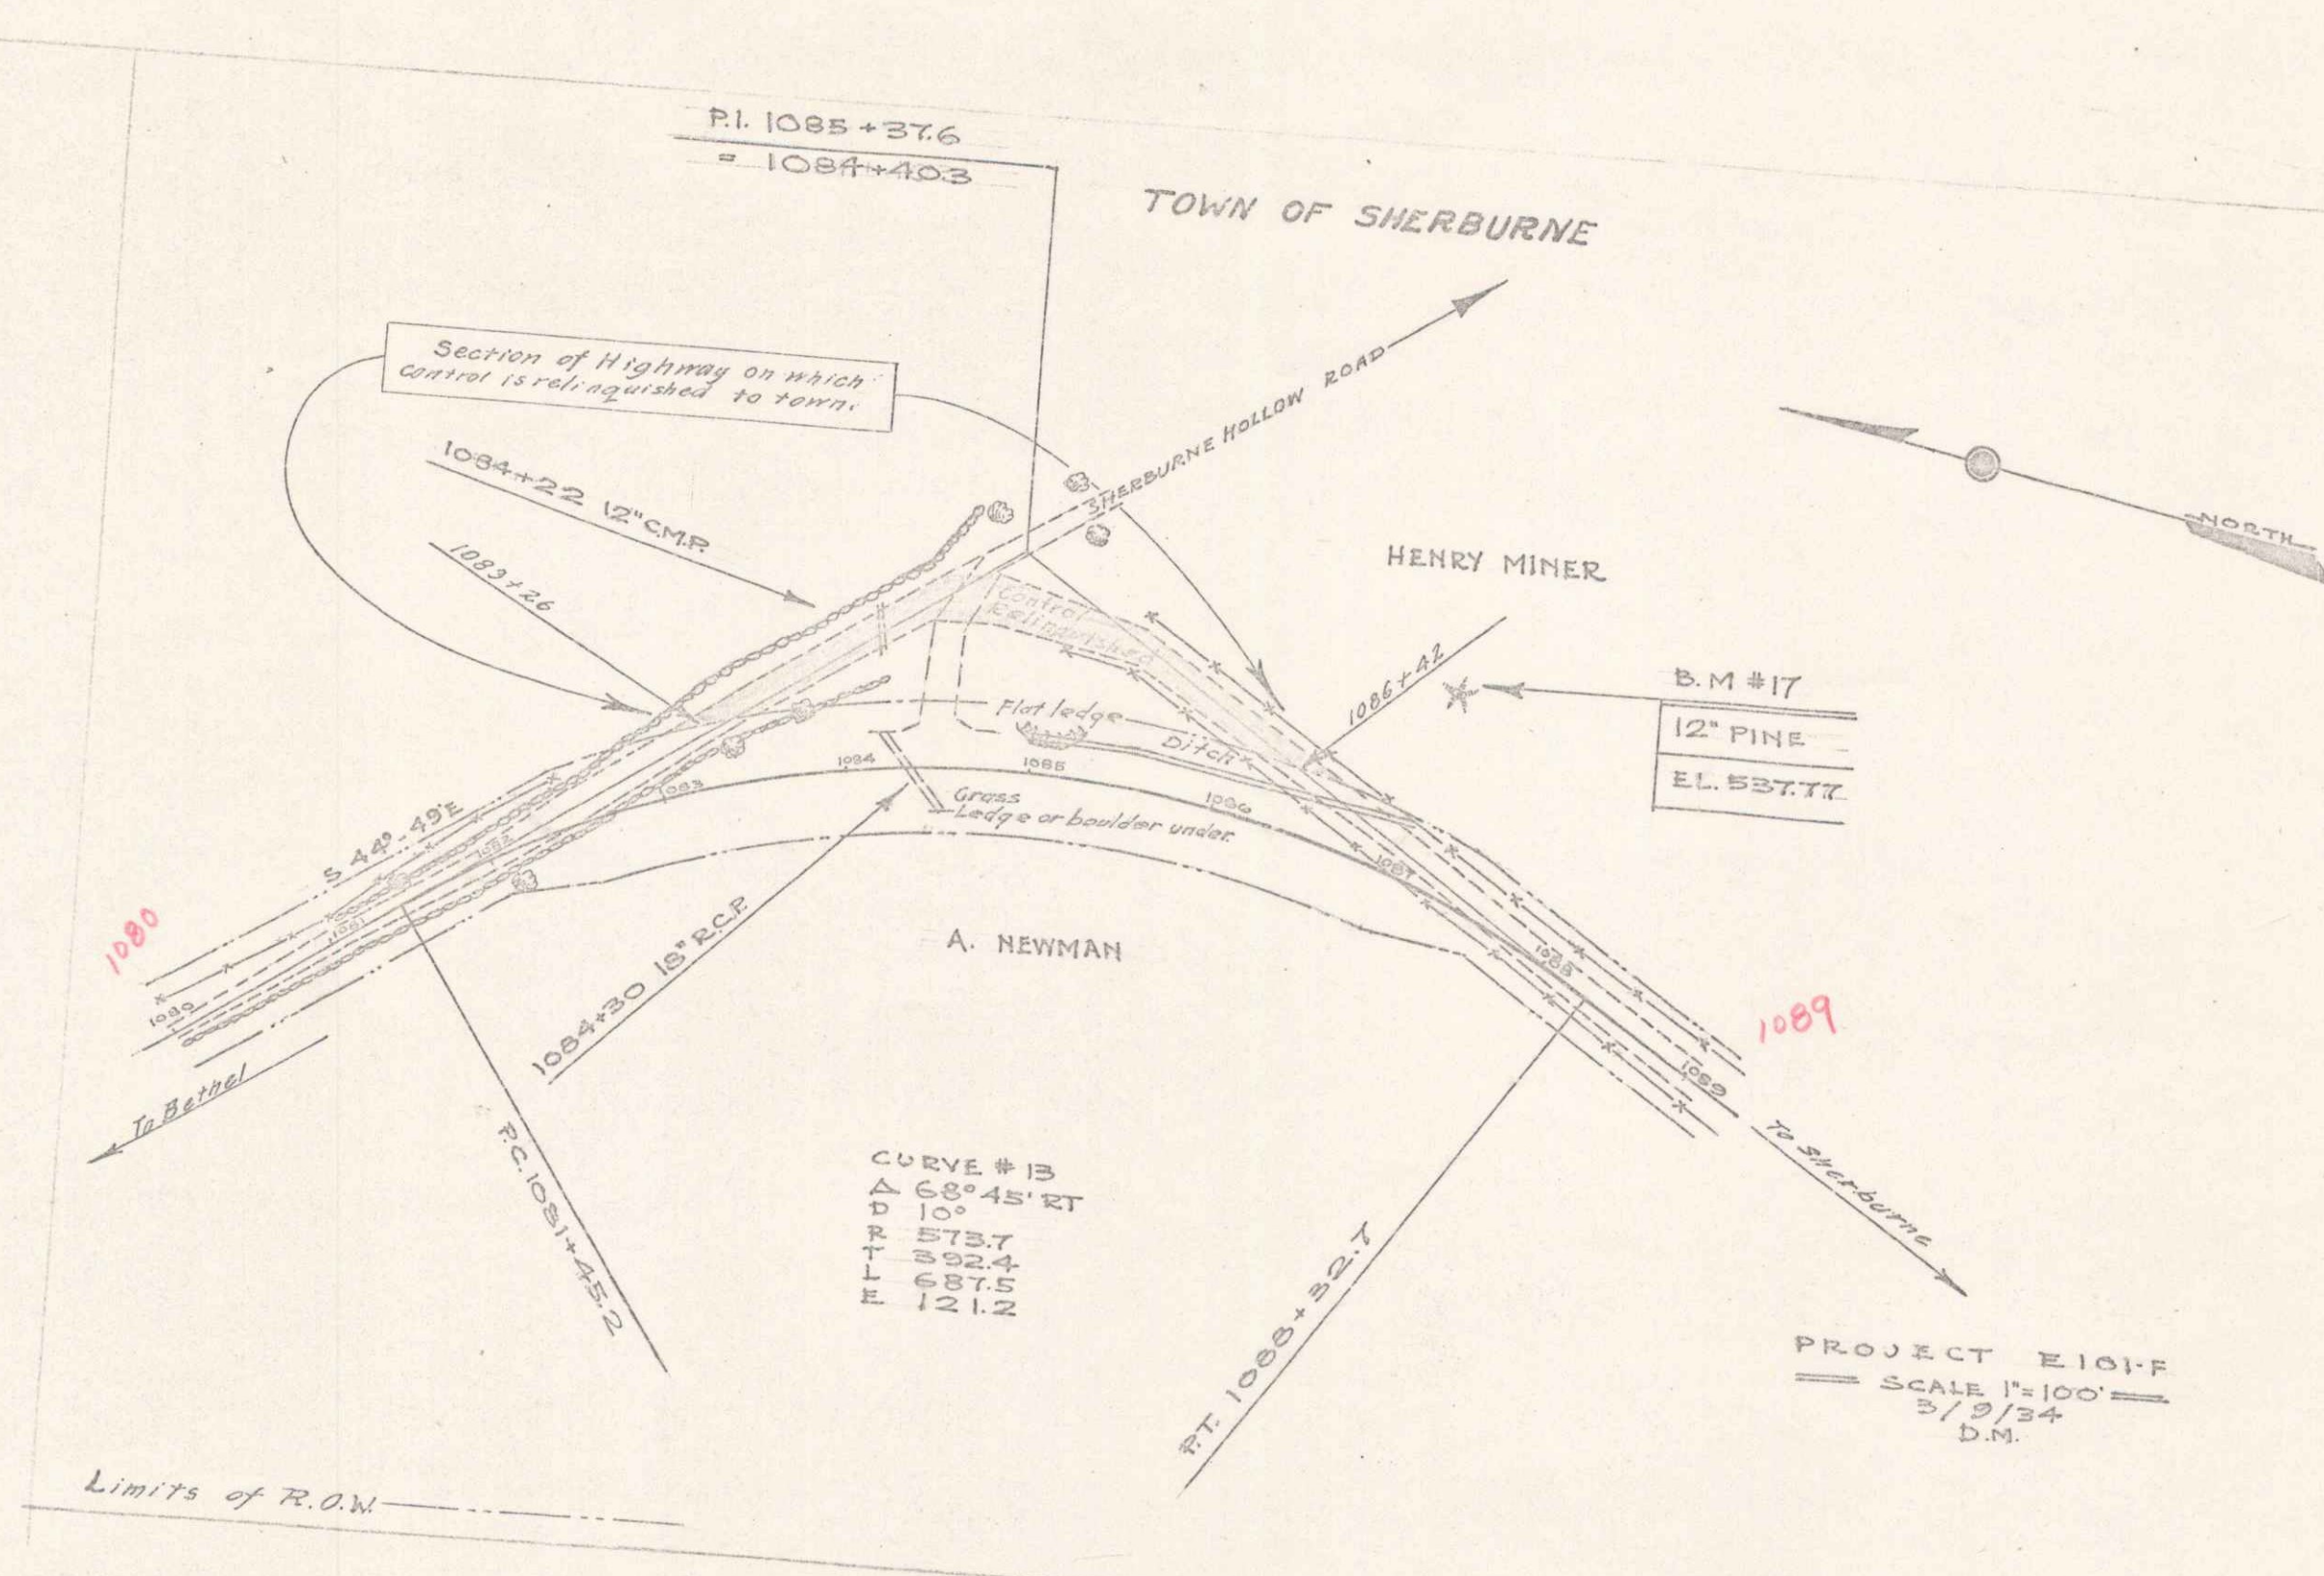 P.I. 1085+37.6
= 1084+40.3
TOWN OF SHERBURNE
Section of Highway on which
control is relinquished to town.
SHERBURNE HOLLOW ROAD
1084+22 12" C.M.P.
1083+26
HENRY MINER
NORTH
Control
Relinquished
1086+42
B.M #17
12" PINE
EL. 537.77
Flat ledge
Ditch
1084
1085
1083
1086
Grass
Ledge or boulder under
S 44°-49'E
1082
1081
1080
1080
1087
1088
1089
1089
A. NEWMAN
1084+30 18" R.C.P.
To Bethel
To Sherburne
P.C. 1081+45.2
CURVE #13
Δ 68°45' RT
D 10°
R 573.7
T 392.4
L 687.5
E 121.2
P.T. 1088+32.7
PROJECT E101-F
SCALE 1"=100'
3/9/34
D.M.
Limits of R.O.W.